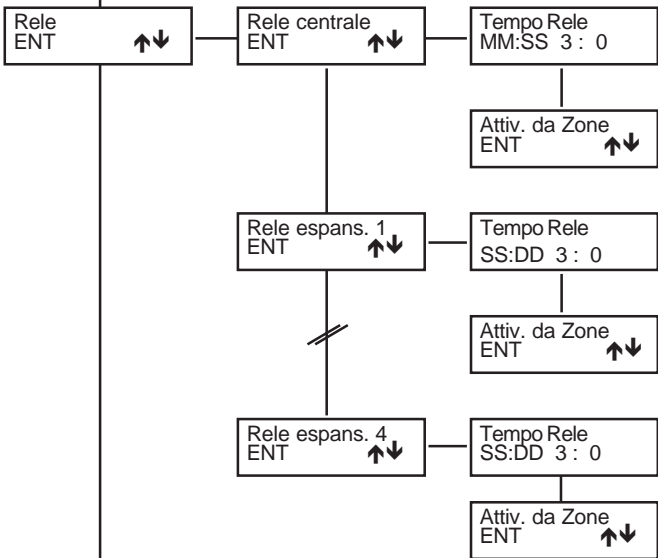 Rele
ENT
Rele centrale
ENT
Tempo Rele
MM:SS 3 : 0
Attiv. da Zone
ENT
Rele espans. 1
ENT
Tempo Rele
SS:DD 3 : 0
Attiv. da Zone
ENT
Rele espans. 4
ENT
Tempo Rele
SS:DD 3 : 0
Attiv. da Zone
ENT